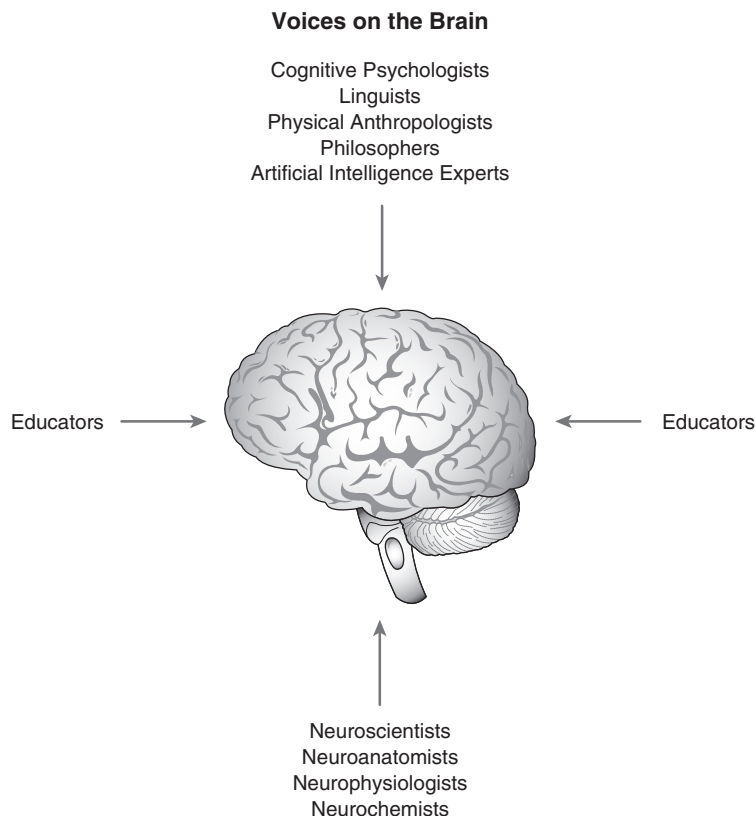 Voices on the Brain
Cognitive Psychologists
Linguists
Physical Anthropologists
Philosophers
Artificial Intelligence Experts
Educators
Educators
Neuroscientists
Neuroanatomists
Neurophysiologists
Neurochemists